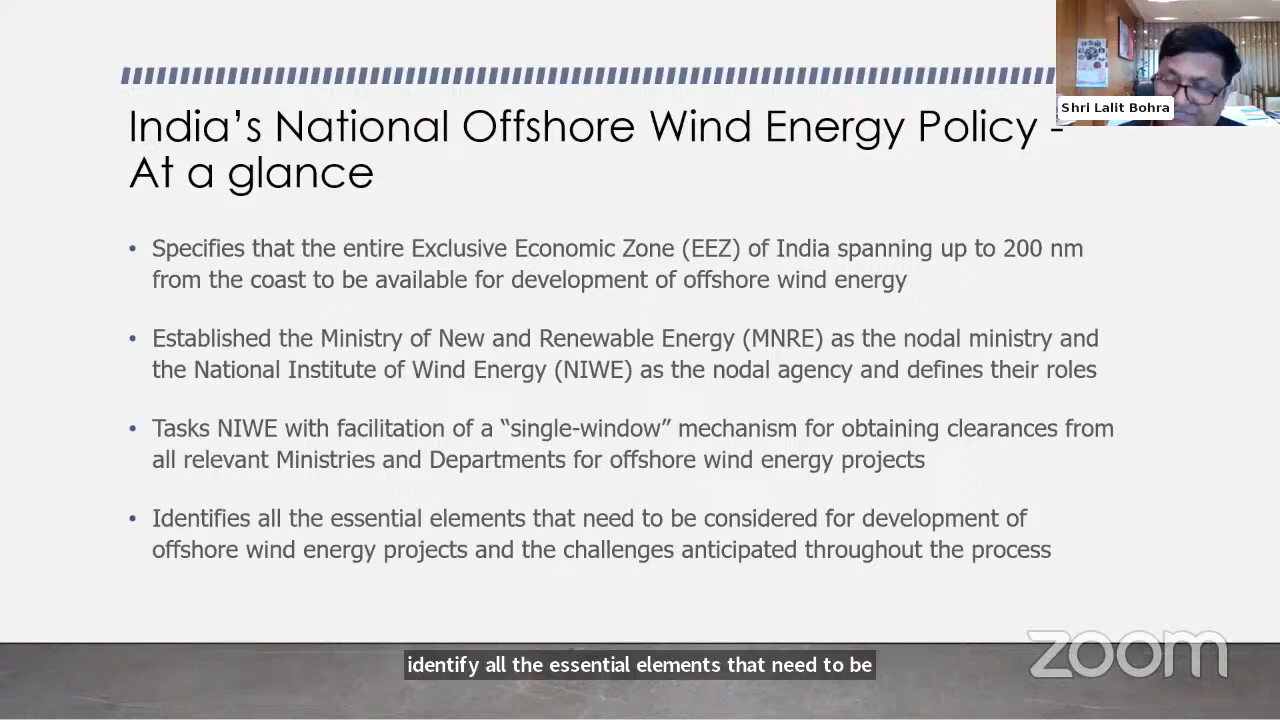 Shri Lalit Bohra
India’s National Offshore Wind Energy Policy -
At a glance
• Specifies that the entire Exclusive Economic Zone (EEZ) of India spanning up to 200 nm
from the coast to be available for development of offshore wind energy
• Established the Ministry of New and Renewable Energy (MNRE) as the nodal ministry and
the National Institute of Wind Energy (NIWE) as the nodal agency and defines their roles
• Tasks NIWE with facilitation of a “single-window” mechanism for obtaining clearances from
all relevant Ministries and Departments for offshore wind energy projects
• Identifies all the essential elements that need to be considered for development of
offshore wind energy projects and the challenges anticipated throughout the process
zoom
identify all the essential elements that need to be